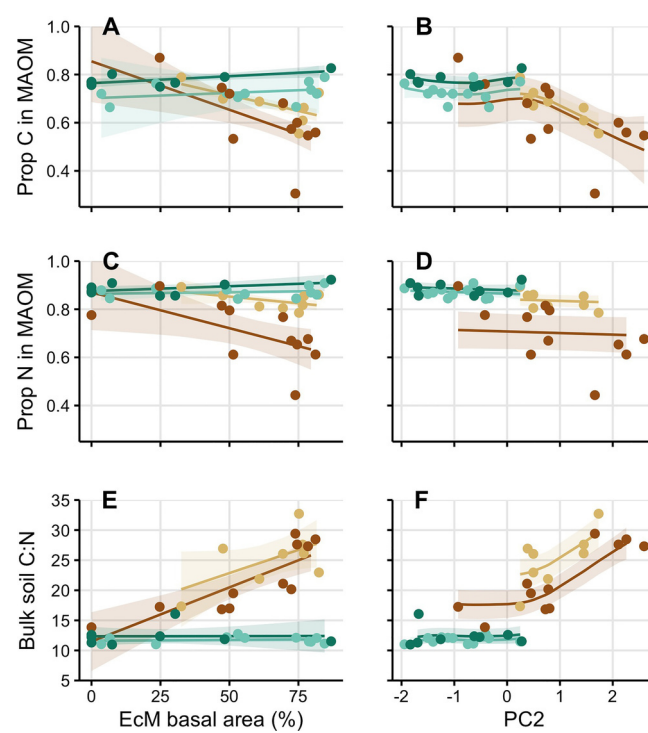 A B
1.0
0.8
0.6
0.4
Prop C in MAOM
C D
1.0
0.8
0.6
0.4
Prop N in MAOM
E F
35
30
25
20
15
10
5
Bulk soil C:N
0 25 50 75 -2 -1 0 1 2
EcM basal area (%) PC2